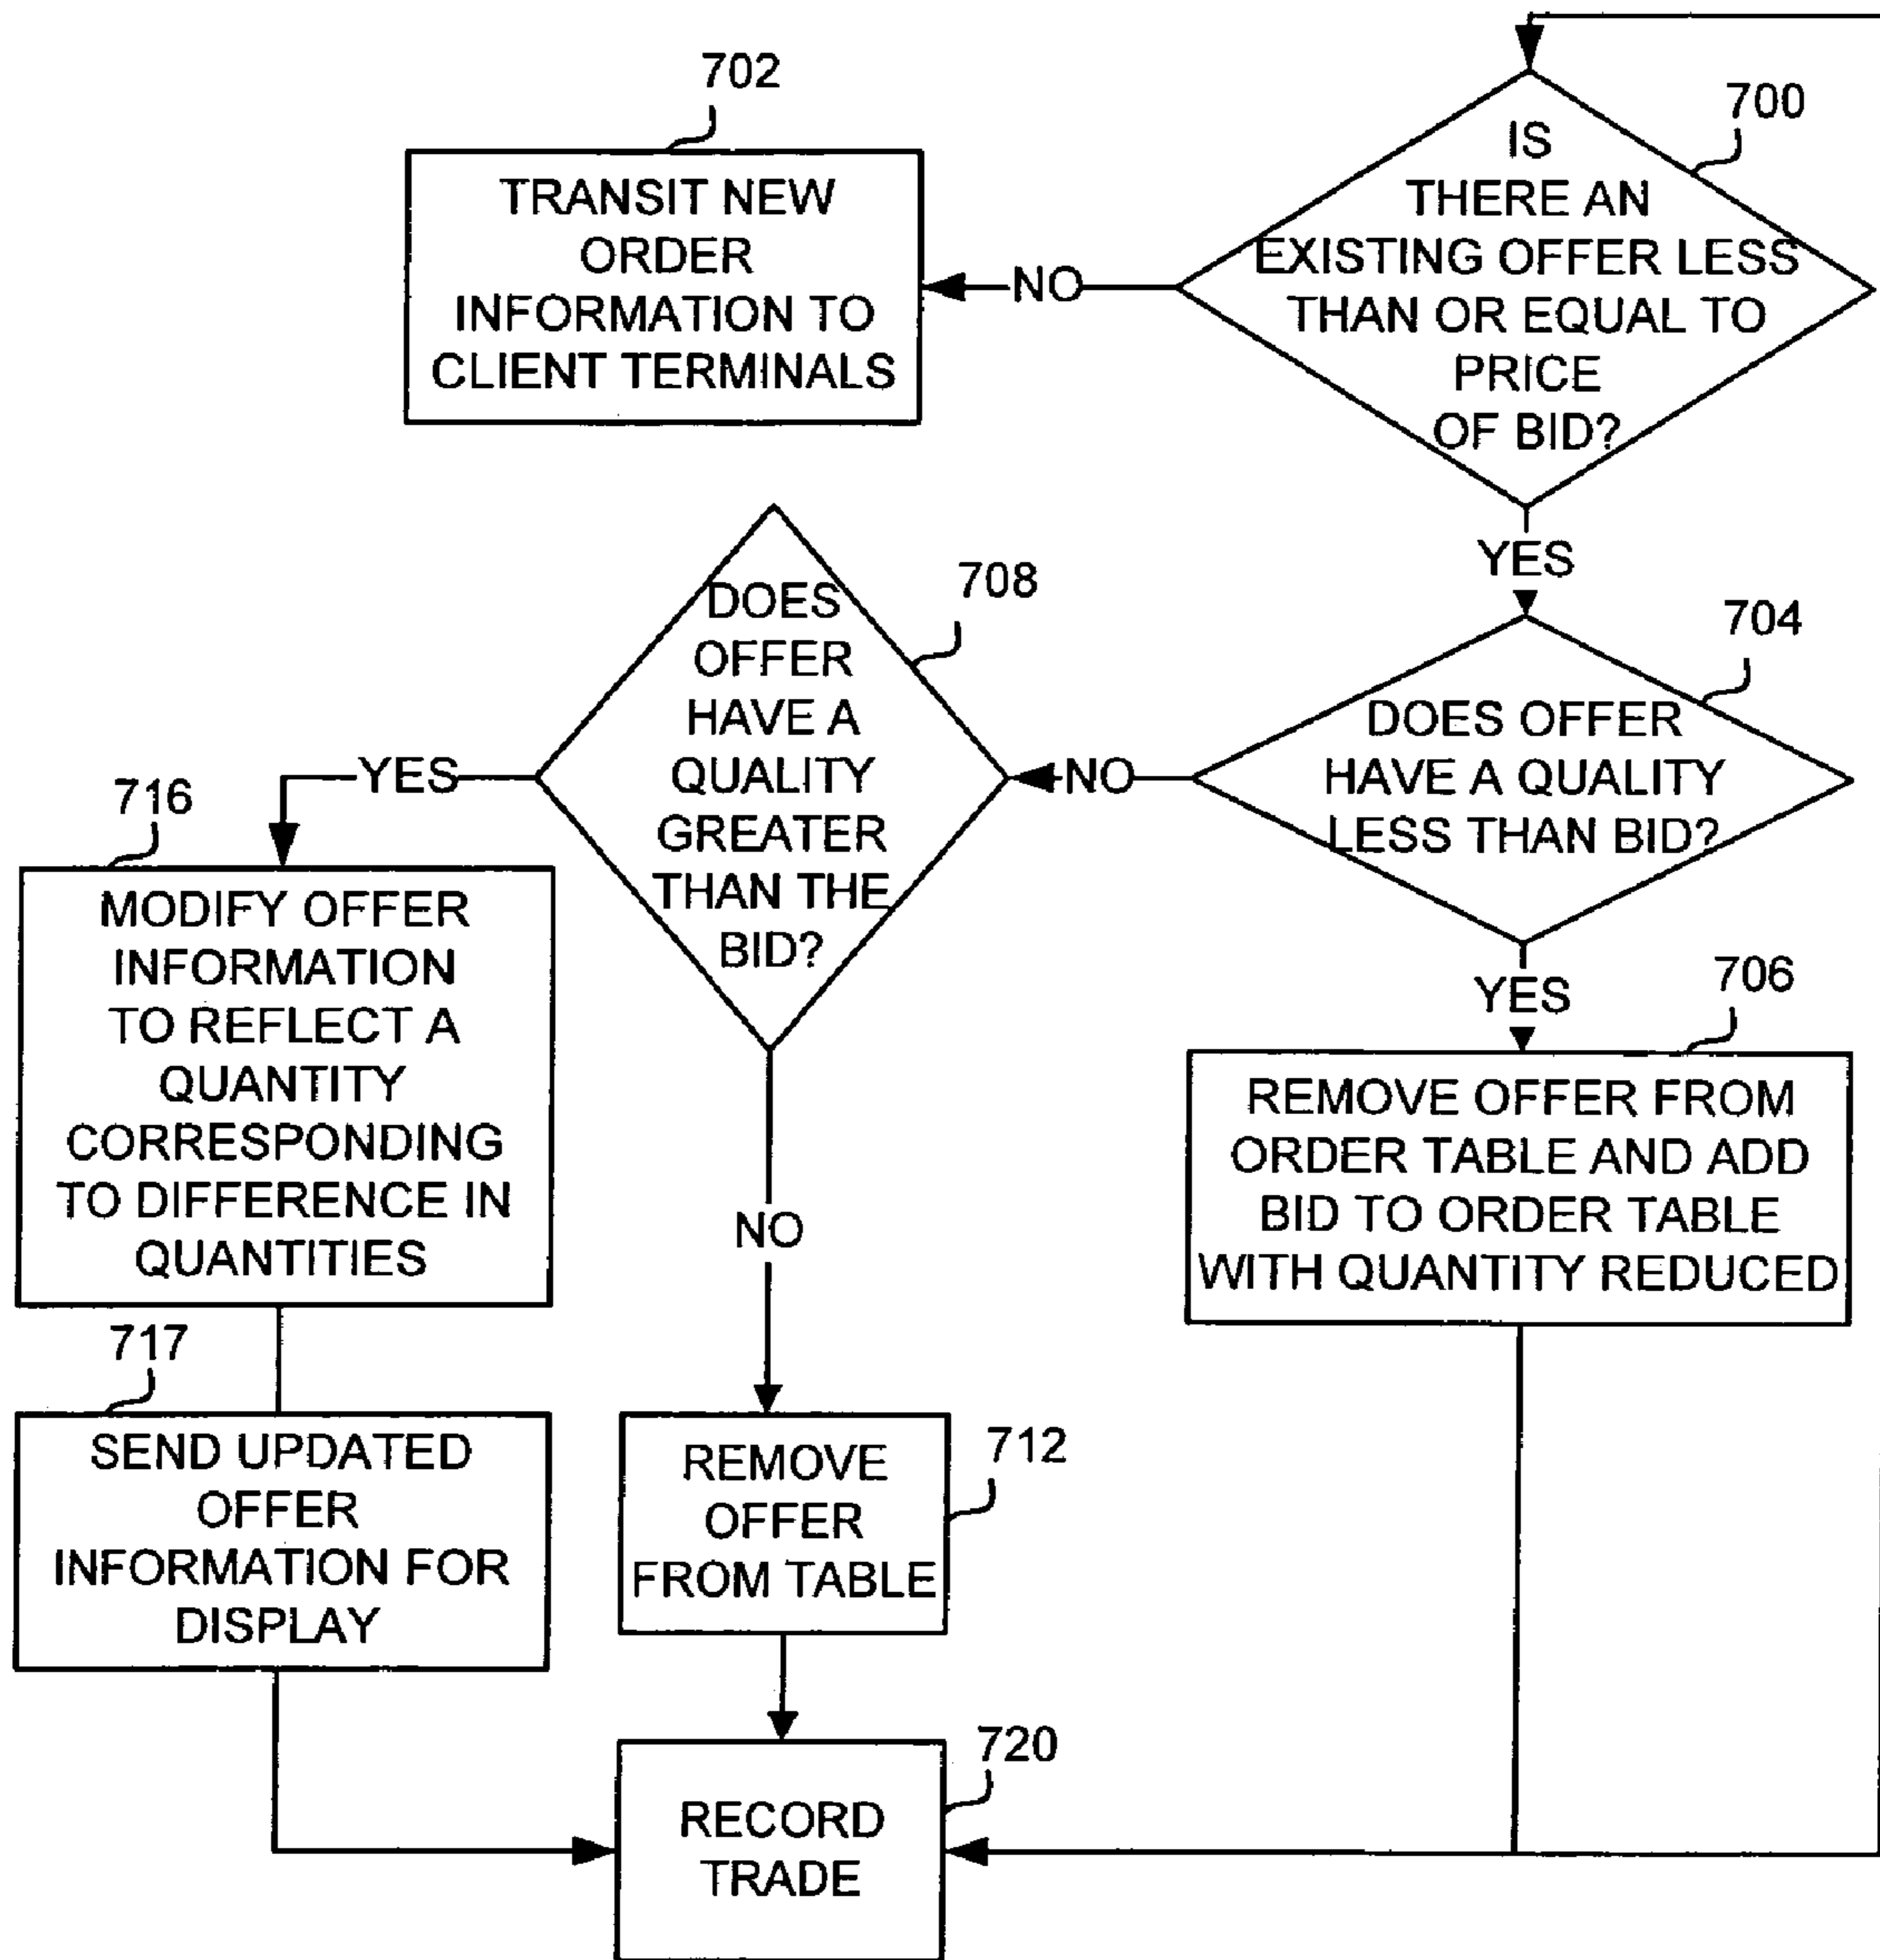 702
TRANSIT NEW
ORDER
INFORMATION TO
CLIENT TERMINALS
NO
700
IS
THERE AN
EXISTING OFFER LESS
THAN OR EQUAL TO
PRICE
OF BID?
YES
704
DOES OFFER
HAVE A QUALITY
LESS THAN BID?
NO
708
DOES
OFFER
HAVE A
QUALITY
GREATER
THAN THE
BID?
YES
716
MODIFY OFFER
INFORMATION
TO REFLECT A
QUANTITY
CORRESPONDING
TO DIFFERENCE IN
QUANTITIES
YES
706
REMOVE OFFER FROM
ORDER TABLE AND ADD
BID TO ORDER TABLE
WITH QUANTITY REDUCED
NO
717
SEND UPDATED
OFFER
INFORMATION FOR
DISPLAY
712
REMOVE
OFFER
FROM TABLE
720
RECORD
TRADE